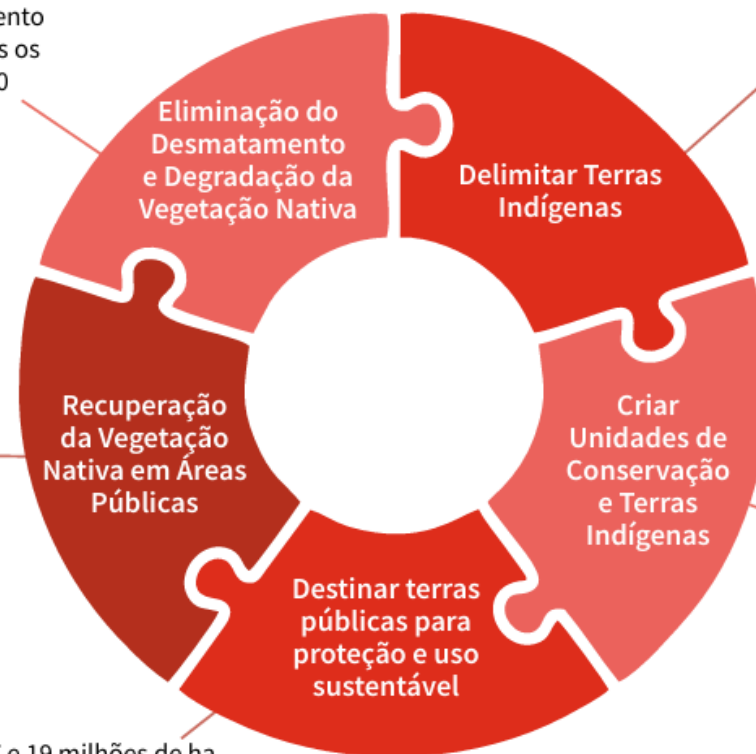 ento
s os
0
Eliminação do
Desmatamento
e Degradação da
Vegetação Nativa
Delimitar Terras
Indígenas
Criar
Unidades de
Conservação
e Terras
Indígenas
Destinar terras
públicas para
proteção e uso
sustentável
Recuperação
da Vegetação
Nativa em Áreas
Públicas
e 19 milhões de ha